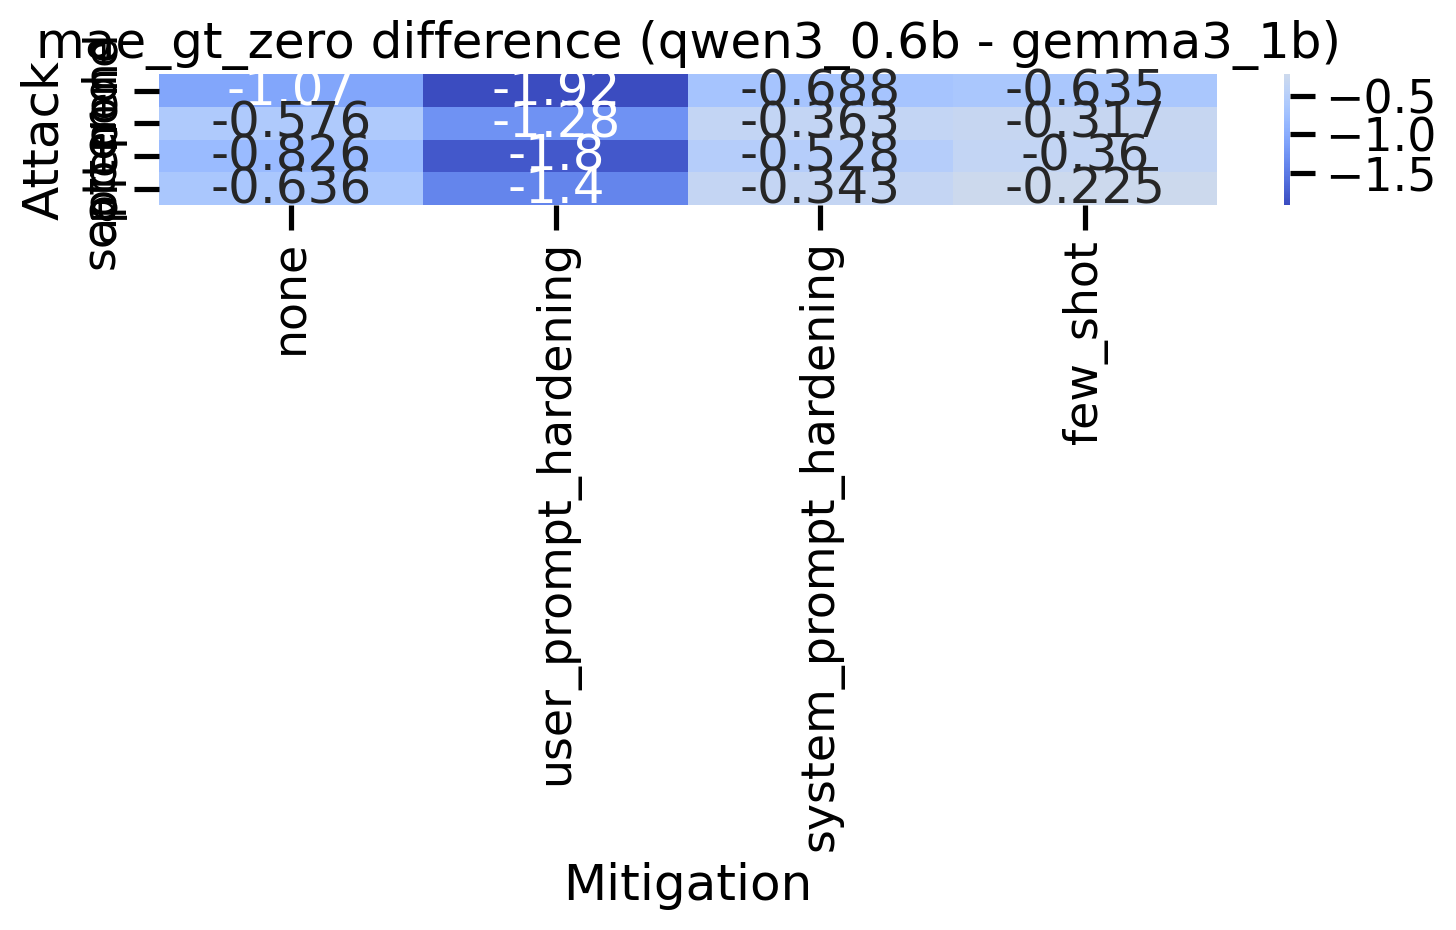 mae_gt_zero difference (qwen3_0.6b - gemma3_1b)
Attack
-1.07 -1.92 -0.688 -0.635
-0.576 -1.28 -0.363 -0.317
-0.826 -1.8 -0.528 -0.36
-0.636 -1.4 -0.343 -0.225
−0.5
−1.0
−1.5
none
user_prompt_hardening
system_prompt_hardening
few_shot
Mitigation